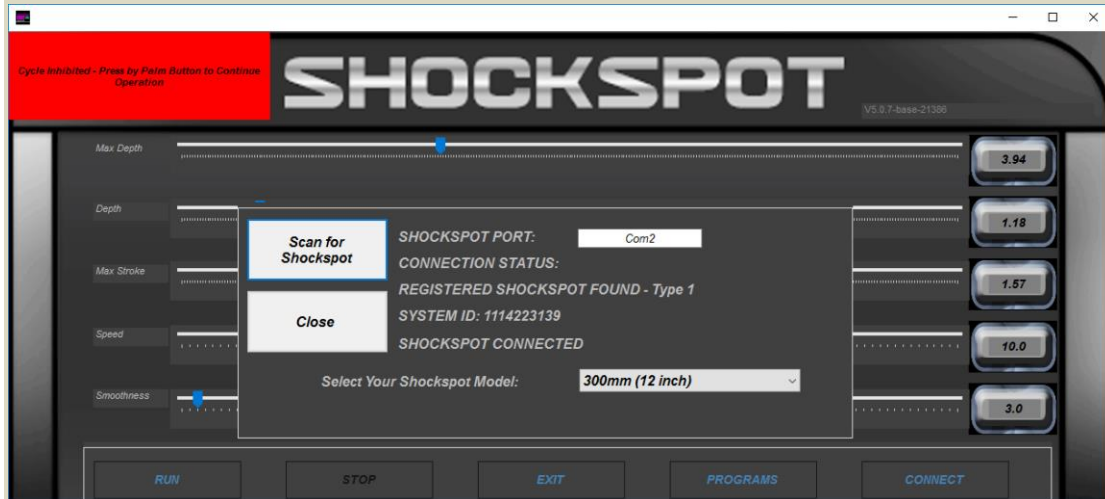 Cycle Inhibited - Press by Palm Button to Continue
Operation
SHOCKSPOT
V5.0.7-base-21386
Max Depth
3.94
Depth
1.18
Max Stroke
1.57
Speed
10.0
Smoothness
3.0
Scan for
Shockspot
Close
SHOCKSPOT PORT: Com2
CONNECTION STATUS:
REGISTERED SHOCKSPOT FOUND - Type 1
SYSTEM ID: 1114223139
SHOCKSPOT CONNECTED
Select Your Shockspot Model: 300mm (12 inch)
RUN STOP EXIT PROGRAMS CONNECT